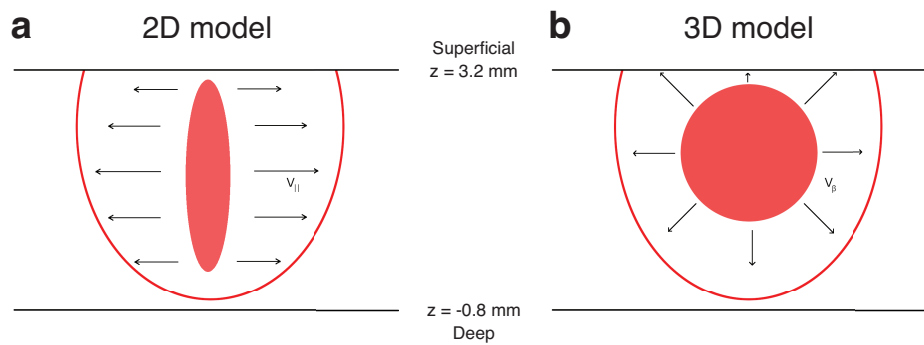 a
2D model
Superficial
z = 3.2 mm
b
3D model
V||
Vβ
z = -0.8 mm
Deep